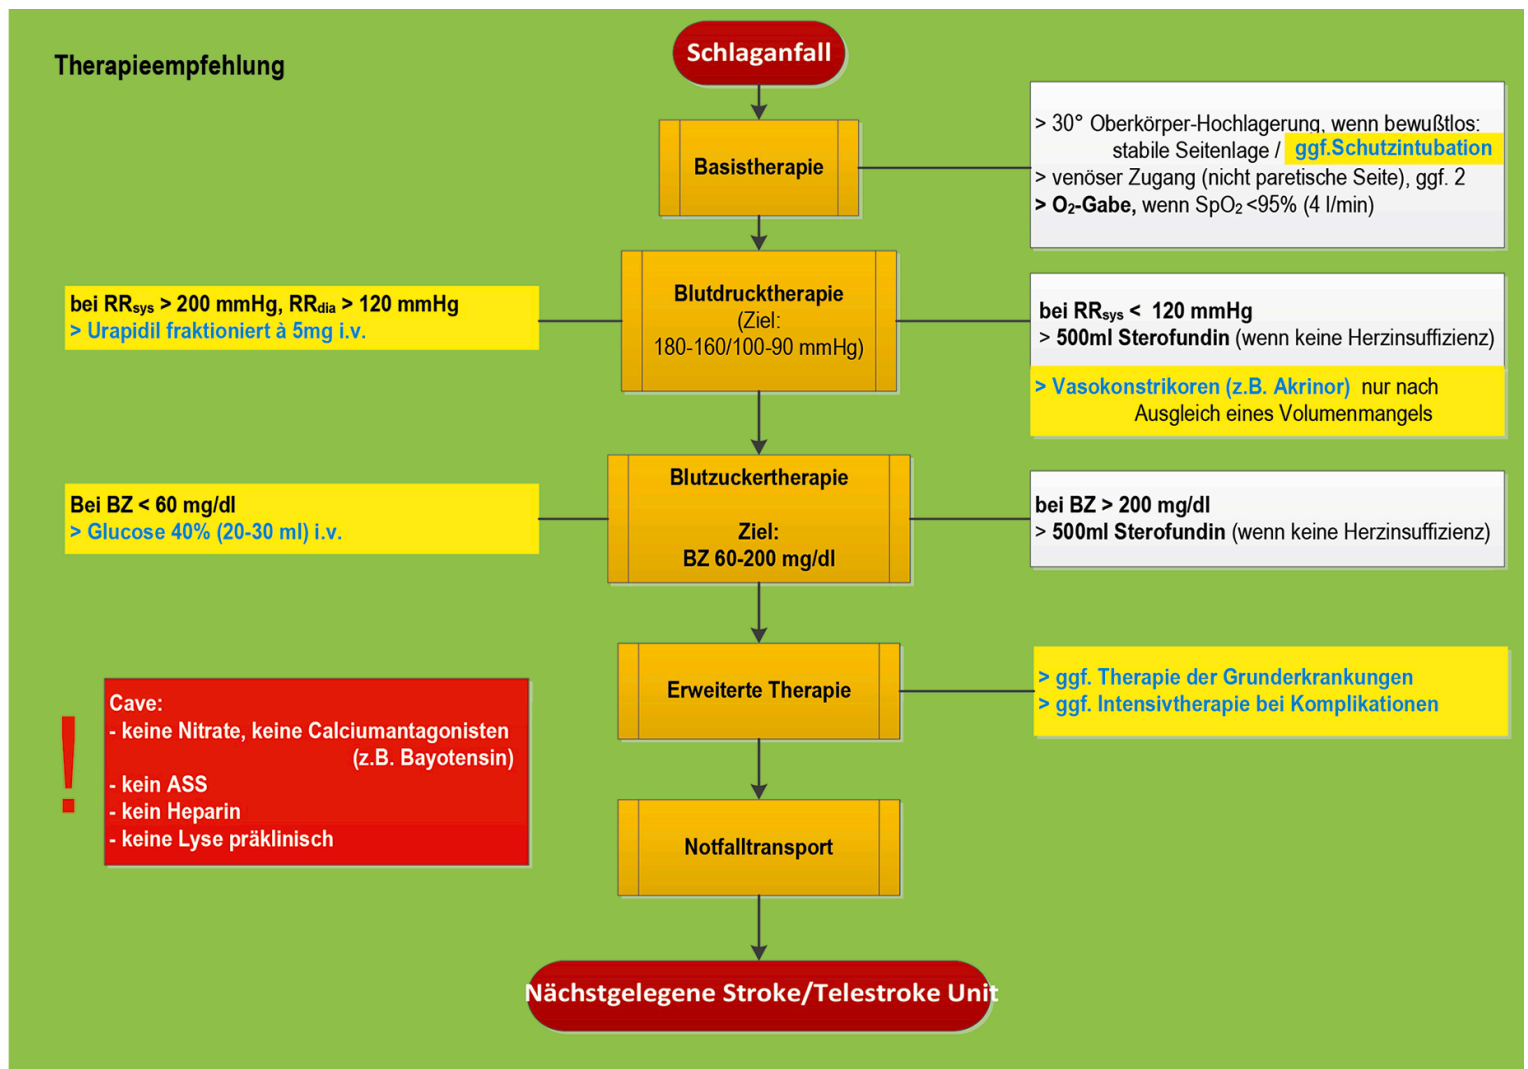 Therapieempfehlung
Schlaganfall
Basistherapie
> 30° Oberkörper-Hochlagerung, wenn bewußtlos:
stabile Seitenlage / ggf.Schutzintubation
> venöser Zugang (nicht paretische Seite), ggf. 2
> O₂-Gabe, wenn SpO₂ <95% (4 l/min)
bei RRsys > 200 mmHg, RRdia > 120 mmHg
> Urapidil fraktioniert à 5mg i.v.
Blutdrucktherapie
(Ziel:
180-160/100-90 mmHg)
bei RRsys < 120 mmHg
> 500ml Sterofundin (wenn keine Herzinsuffizienz)
> Vasokonstrikoren (z.B. Akrinor) nur nach
Ausgleich eines Volumenmangels
Bei BZ < 60 mg/dl
> Glucose 40% (20-30 ml) i.v.
Blutzuckertherapie
Ziel:
BZ 60-200 mg/dl
bei BZ > 200 mg/dl
> 500ml Sterofundin (wenn keine Herzinsuffizienz)
Erweiterte Therapie
> ggf. Therapie der Grunderkrankungen
> ggf. Intensivtherapie bei Komplikationen
!
Cave:
- keine Nitrate, keine Calciumantagonisten
(z.B. Bayotensin)
- kein ASS
- kein Heparin
- keine Lyse präklinisch
Notfalltransport
Nächstgelegene Stroke/Telestroke Unit